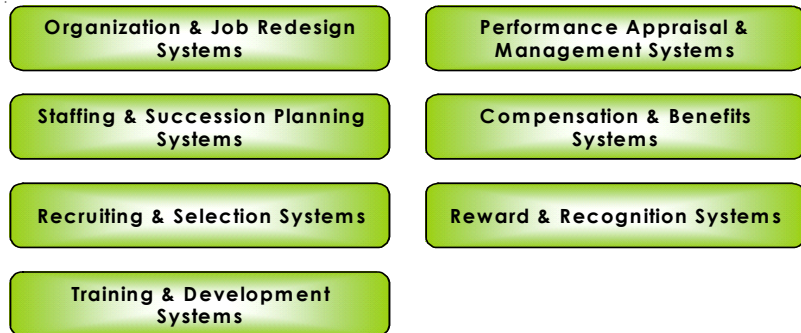 Organization & Job Redesign
Systems
Staffing & Succession Planning
Systems
Recruiting & Selection Systems
Training & Development
Systems
Performance Appraisal &
Management Systems
Compensation & Benefits
Systems
Reward & Recognition Systems